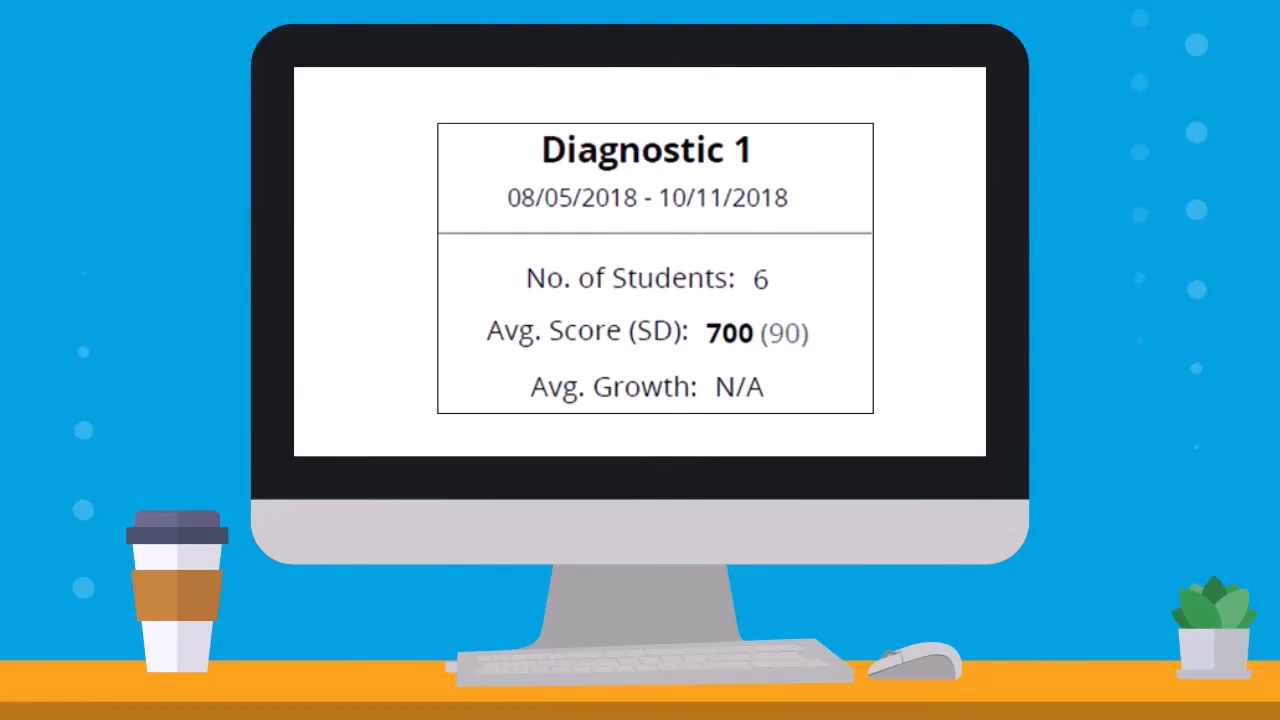 Diagnostic 1
08/05/2018 - 10/11/2018
No. of Students: 6
Avg. Score (SD): 700 (90)
Avg. Growth: N/A